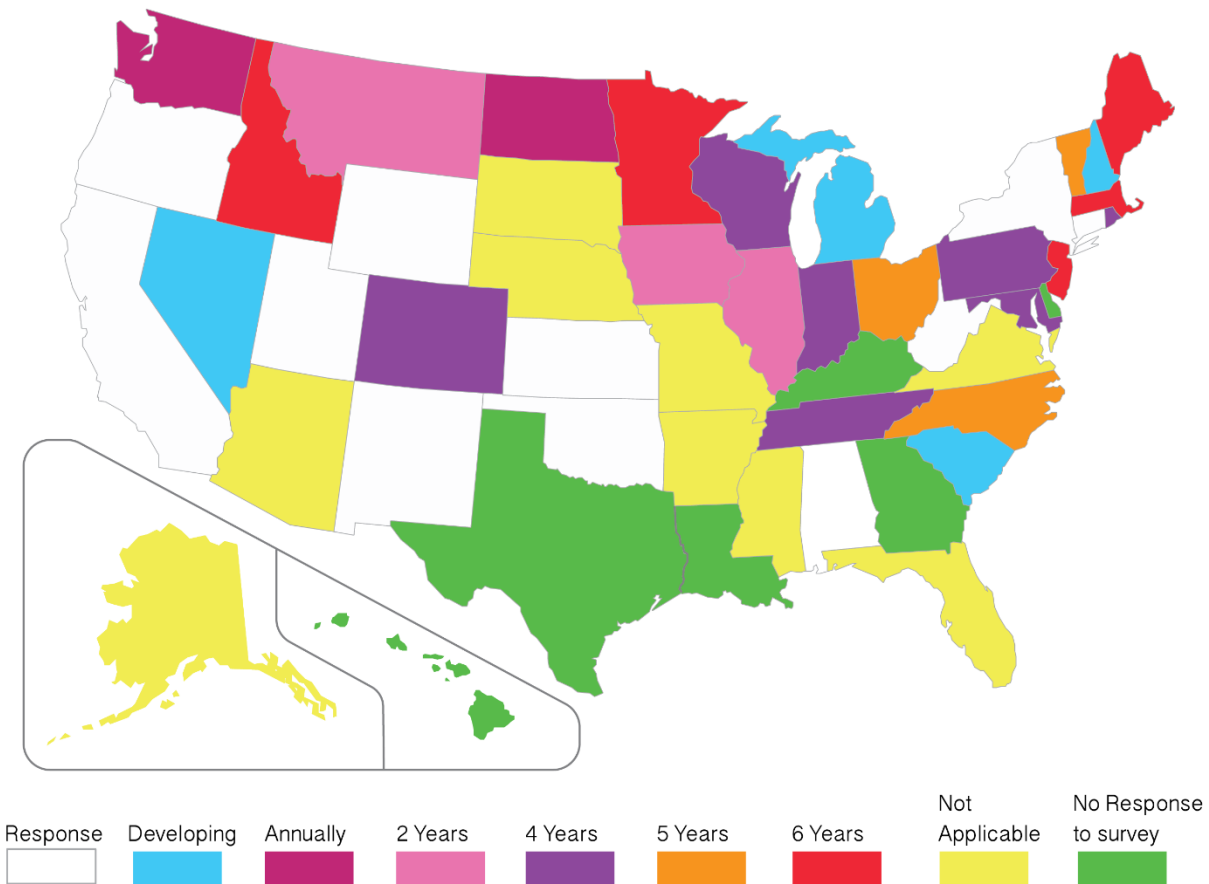 Response
Developing
Annually
2 Years
4 Years
5 Years
6 Years
Not
Applicable
No Response
to survey